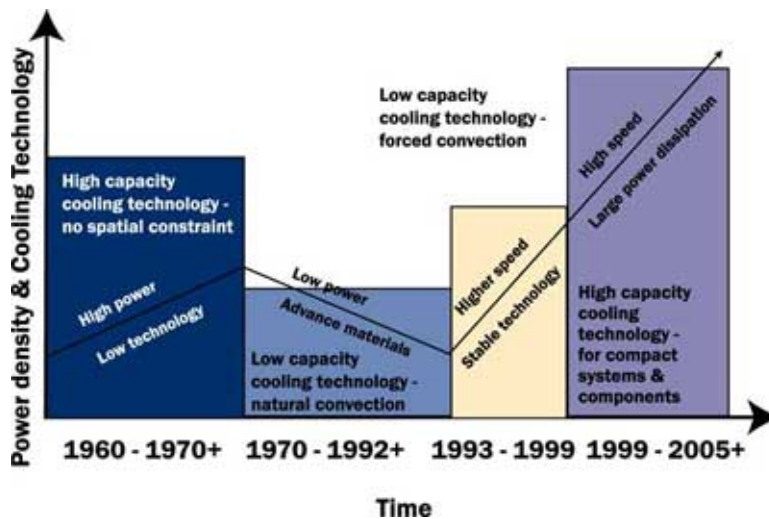 Power density & Cooling Technology
High capacity
cooling technology -
no spatial constraint
High power
Low technology
Low power
Advance materials
Low capacity
cooling technology -
natural convection
Low capacity
cooling technology -
forced convection
Higher speed
Stable technology
High speed
Large power dissipation
High capacity
cooling
technology -
for compact
systems &
components
1960 - 1970+
1970 - 1992+
1993 - 1999
1999 - 2005+
Time